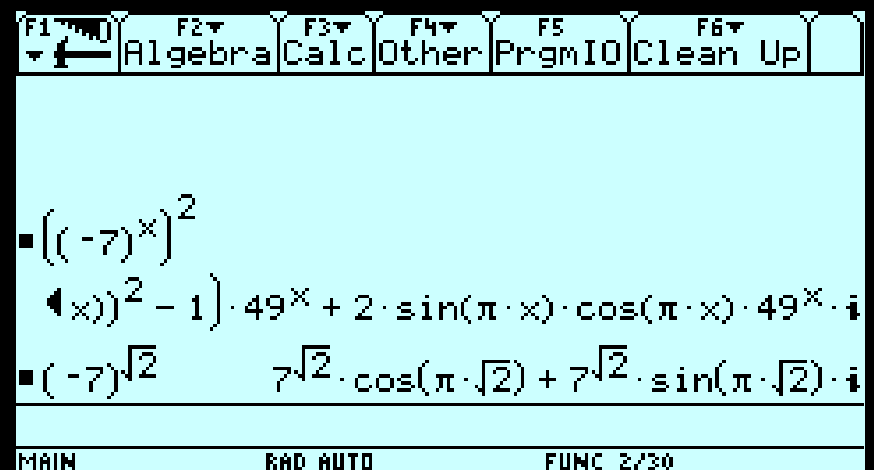 F1 F2 F3 F4 F5 F6
Algebra Calc Other PrgmIO Clean Up
((-7)^x)^2
x))^2 - 1)·49^x + 2·sin(π·x)·cos(π·x)·49^x·i
(-7)^√2 7^√2·cos(π·√2) + 7^√2·sin(π·√2)·i
MAIN RAD AUTO FUNC 2/30